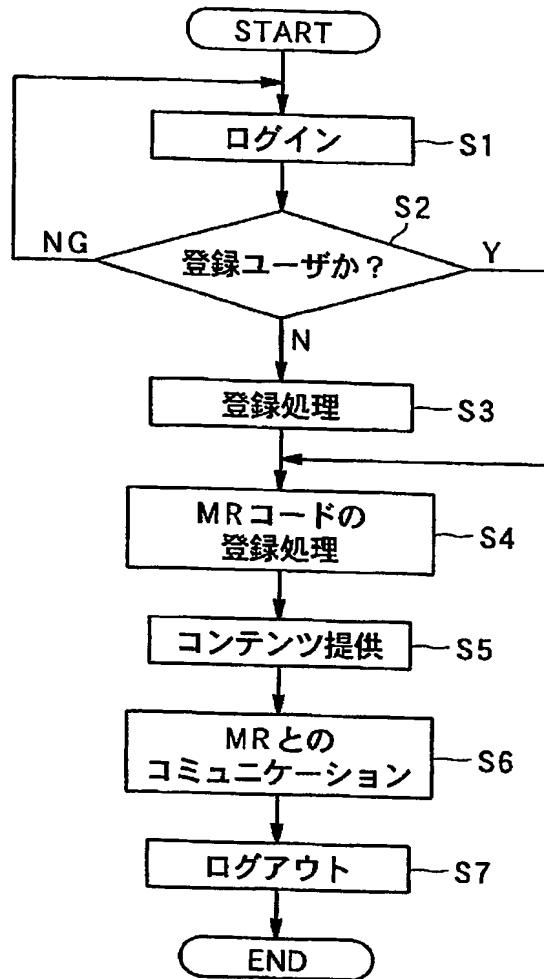 START
ログイン
S1
S2
NG
登録ユーザか？
Y
N
登録処理
S3
MRコードの
登録処理
S4
コンテンツ提供
S5
MRとの
コミュニケーション
S6
ログアウト
S7
END